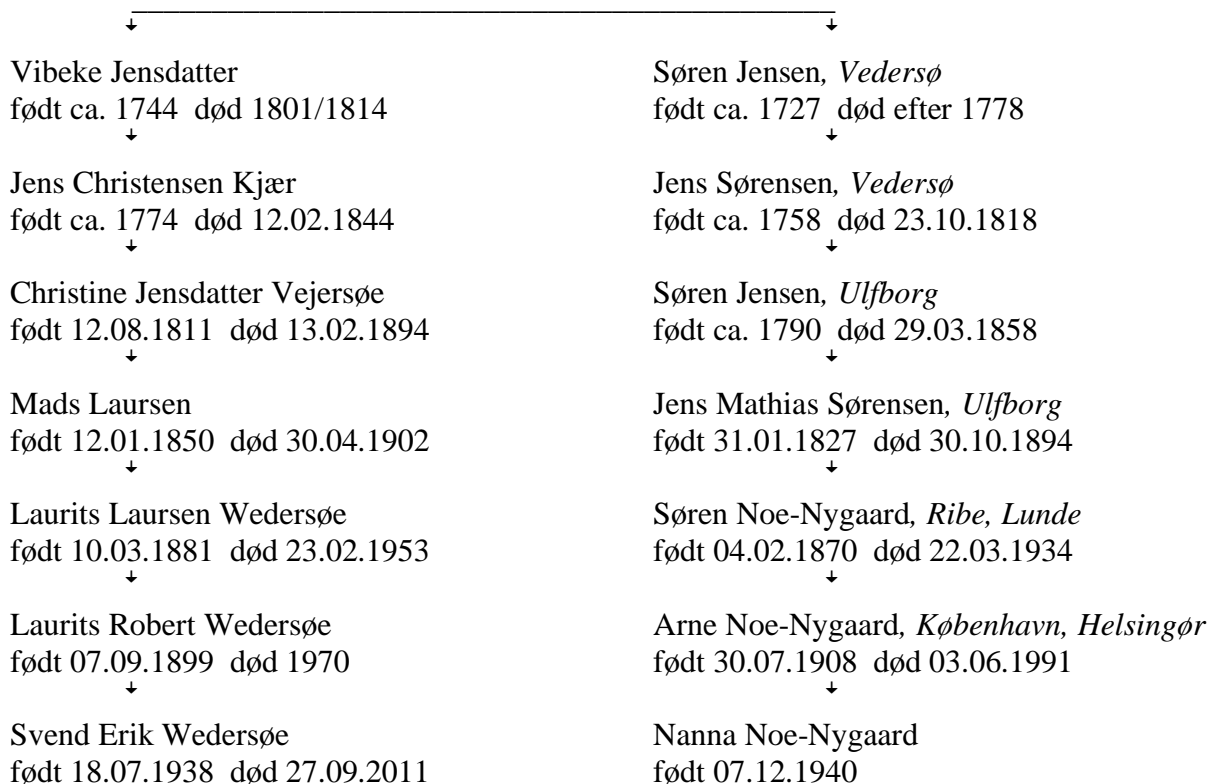 Vibeke Jensdatter
født ca. 1744 død 1801/1814
Jens Christensen Kjær
født ca. 1774 død 12.02.1844
Christine Jensdatter Vejersøe
født 12.08.1811 død 13.02.1894
Mads Laursen
født 12.01.1850 død 30.04.1902
Laurits Laursen Wedersøe
født 10.03.1881 død 23.02.1953
Laurits Robert Wedersøe
født 07.09.1899 død 1970
Svend Erik Wedersøe
født 18.07.1938 død 27.09.2011
Søren Jensen, Vedersø
født ca. 1727 død efter 1778
Jens Sørensen, Vedersø
født ca. 1758 død 23.10.1818
Søren Jensen, Ulfborg
født ca. 1790 død 29.03.1858
Jens Mathias Sørensen, Ulfborg
født 31.01.1827 død 30.10.1894
Søren Noe-Nygaard, Ribe, Lunde
født 04.02.1870 død 22.03.1934
Arne Noe-Nygaard, København, Helsingør
født 30.07.1908 død 03.06.1991
Nanna Noe-Nygaard
født 07.12.1940